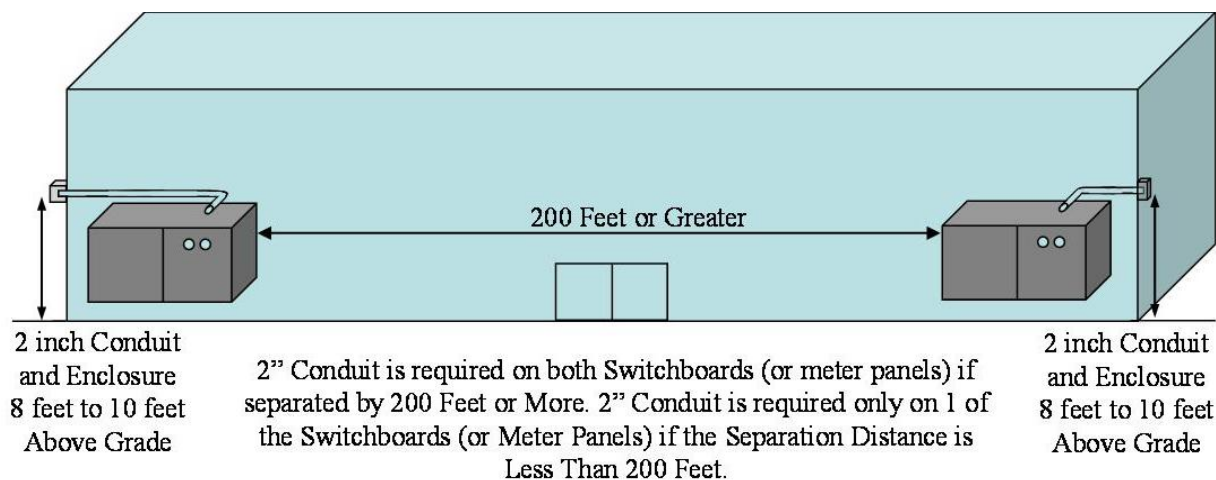 200 Feet or Greater
2 inch Conduit
and Enclosure
8 feet to 10 feet
Above Grade
2” Conduit is required on both Switchboards (or meter panels) if
separated by 200 Feet or More. 2” Conduit is required only on 1 of
the Switchboards (or Meter Panels) if the Separation Distance is
Less Than 200 Feet.
2 inch Conduit
and Enclosure
8 feet to 10 feet
Above Grade